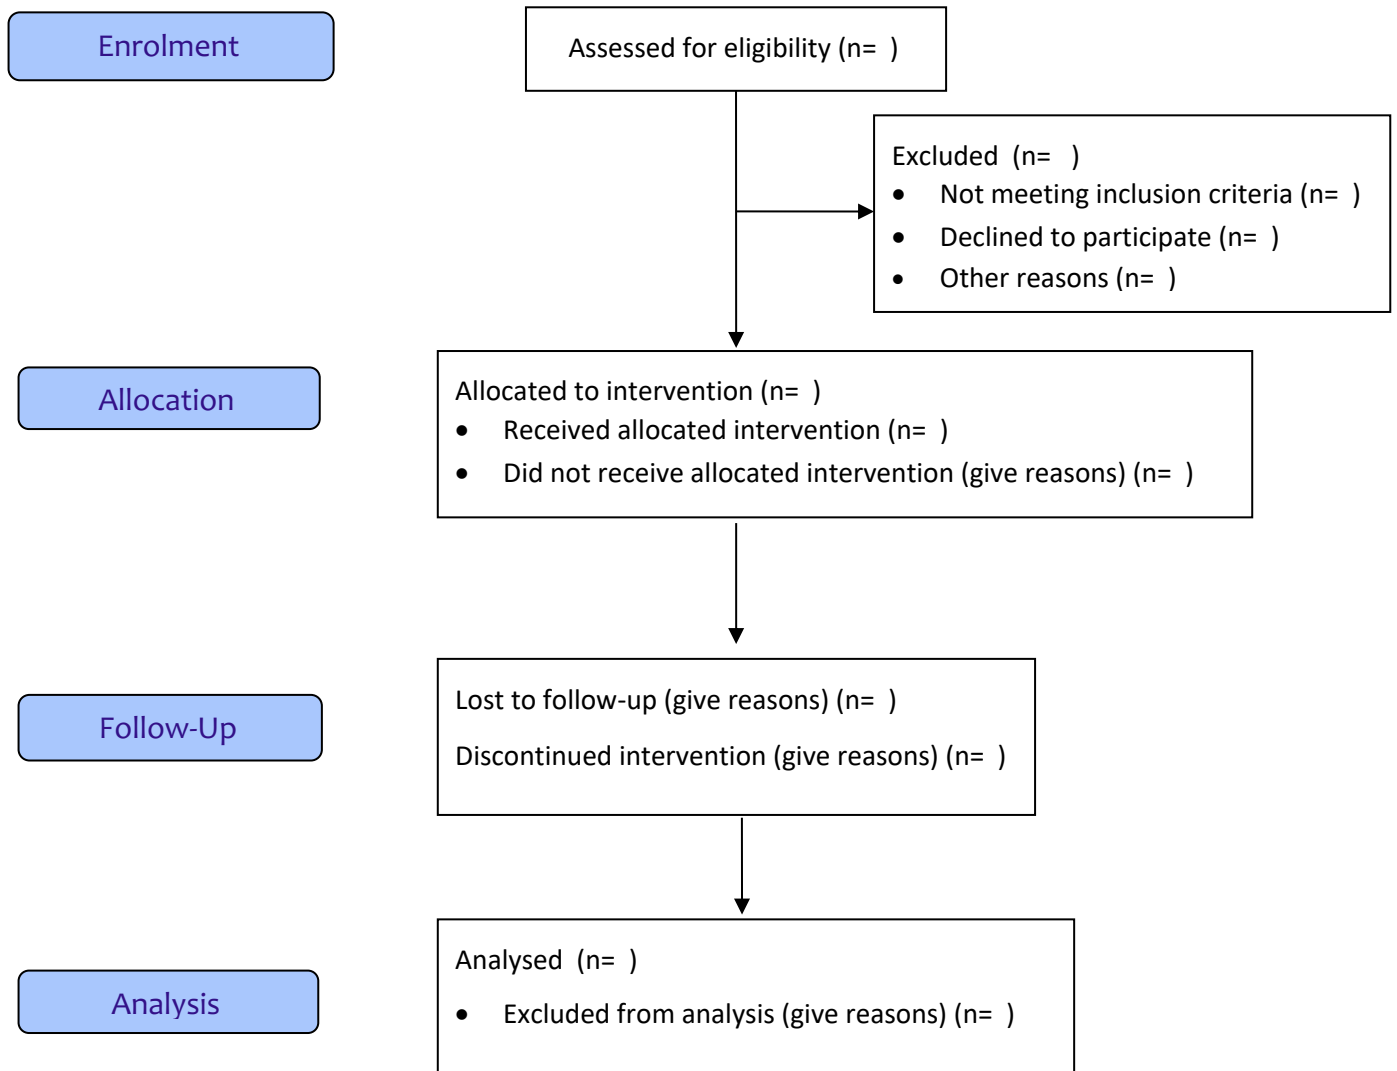 Enrolment
Assessed for eligibility (n=  )
Excluded  (n=   )
•  Not meeting inclusion criteria (n=  )
•  Declined to participate (n=  )
•  Other reasons (n=  )
Allocation
Allocated to intervention (n=  )
•  Received allocated intervention (n=  )
•  Did not receive allocated intervention (give reasons) (n=  )
Follow-Up
Lost to follow-up (give reasons) (n=  )
Discontinued intervention (give reasons) (n=  )
Analysis
Analysed  (n=  )
•  Excluded from analysis (give reasons) (n=  )